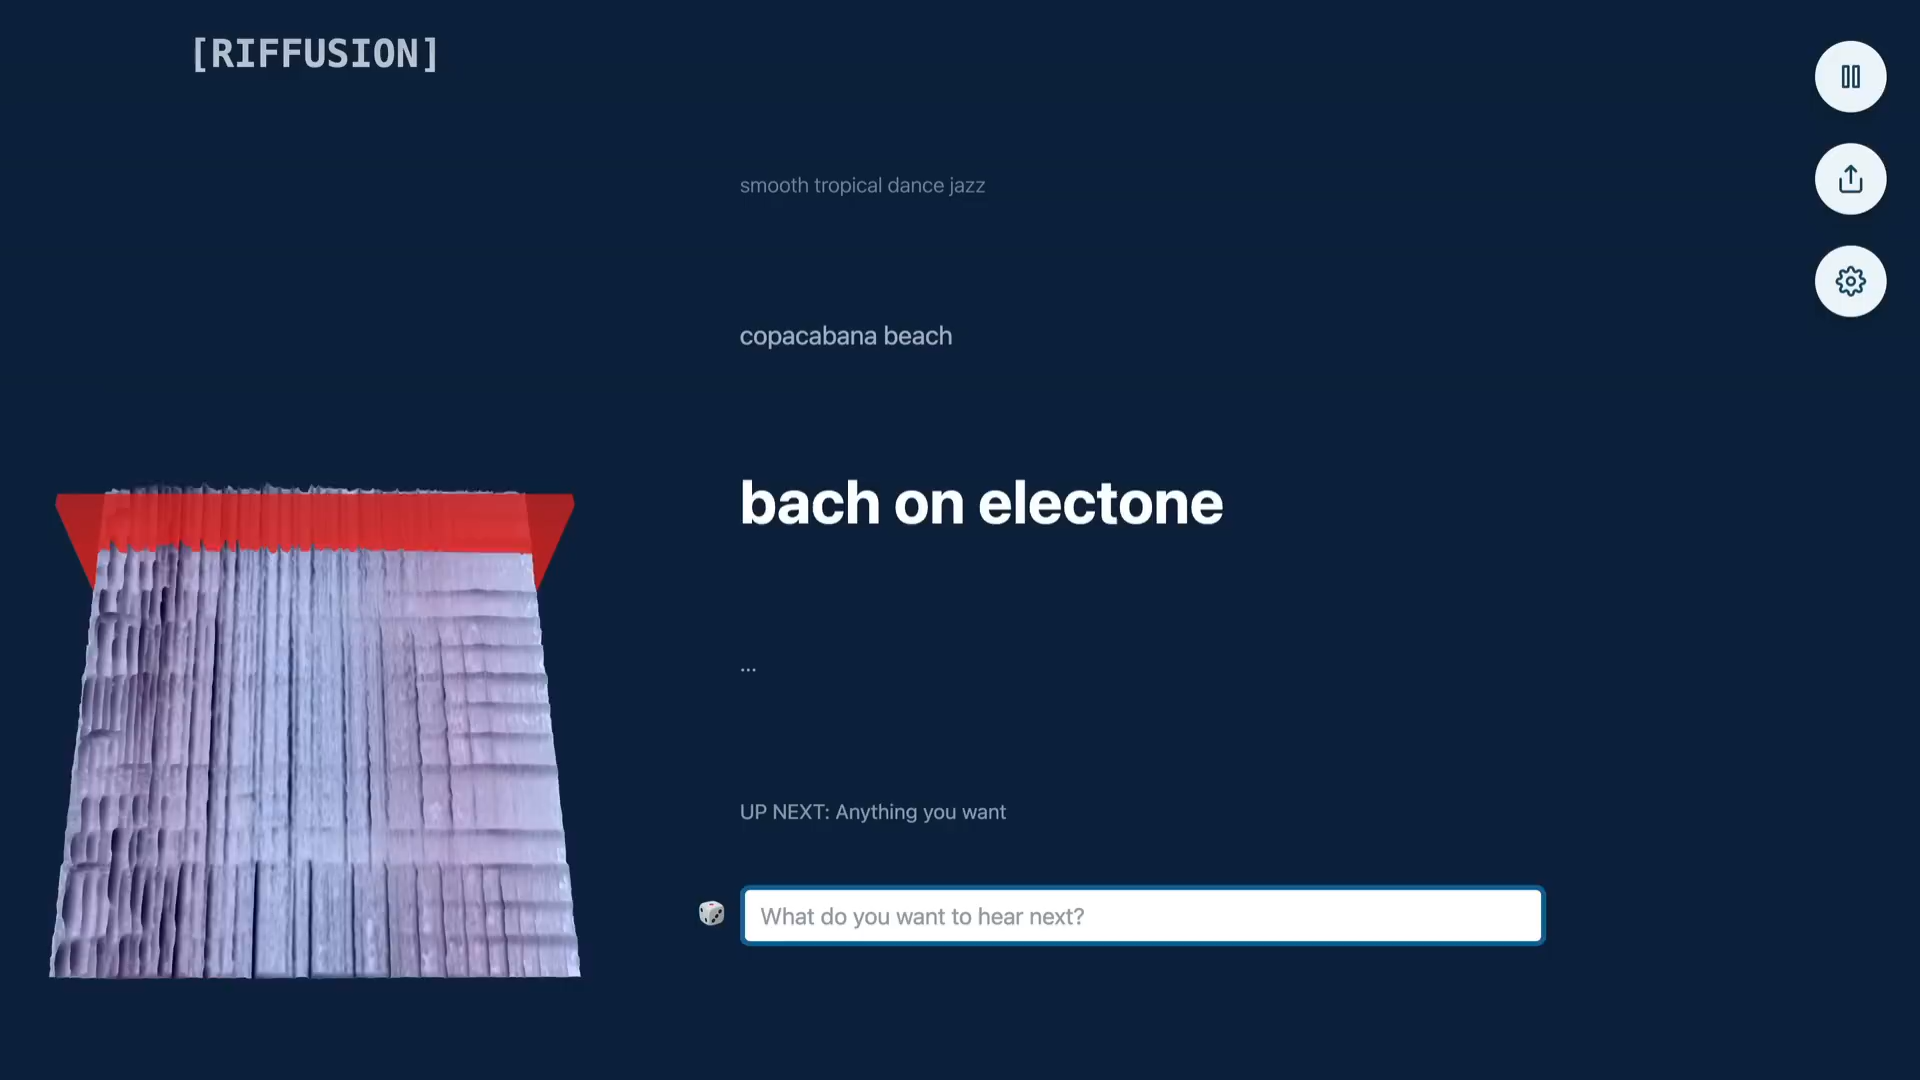 [RIFFUSION]
smooth tropical dance jazz
copacabana beach
bach on electone
...
UP NEXT: Anything you want
What do you want to hear next?